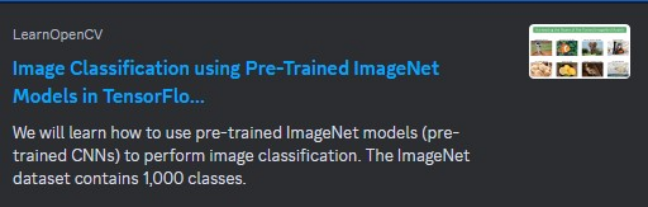 LearnOpenCV
Image Classification using Pre-Trained ImageNet
Models in TensorFlo...
We will learn how to use pre-trained ImageNet models (pre-
trained CNNs) to perform image classification. The ImageNet
dataset contains 1,000 classes.